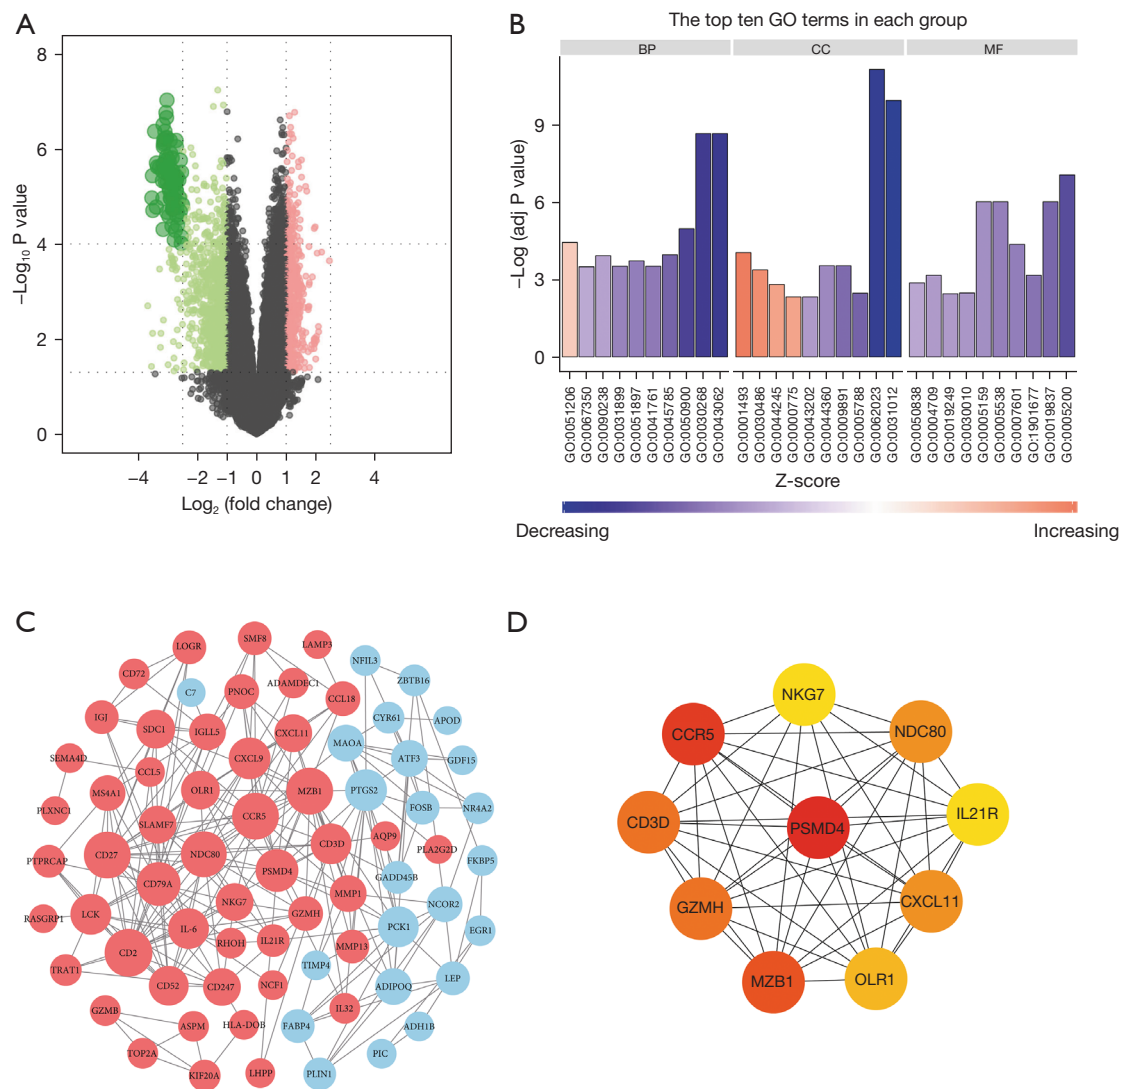 A
8
6
4
2
0
−Log10 P value
−4
−2
−1
0
1
2
4
Log2 (fold change)
B
The top ten GO terms in each group
BP
CC
MF
9
6
3
0
−Log (adj P value)
GO:0051206
GO:0067350
GO:0090238
GO:0031899
GO:0051897
GO:0041761
GO:0045785
GO:0050900
GO:0030268
GO:0043062
GO:0001493
GO:0030486
GO:0044245
GO:0000775
GO:0043202
GO:0044360
GO:0009891
GO:0005788
GO:0062023
GO:0031012
GO:0050838
GO:0004709
GO:0019249
GO:0030010
GO:0005159
GO:0005538
GO:0007601
GO:1901677
GO:0019837
GO:0005200
Z-score
Decreasing
Increasing
C
LOGR
SMF8
LAMP3
NFIL3
CD72
C7
PNOC
ADAMDEC1
CCL18
ZBTB16
IGJ
SDC1
IGLL5
CXCL11
CYR61
APOD
MAOA
SEMA4D
CCL5
CXCL9
ATF3
GDF15
MS4A1
OLR1
MZB1
PTGS2
PLXNC1
SLAMF7
CCR5
FOSB
NR4A2
AQP9
CD3D
PLA2G2D
PTPRCAP
CD27
NDC80
FKBP5
CD79A
PSMD4
GADD45B
MMP1
NCOR2
RASGRP1
LCK
NKG7
GZMH
IL-6
PCK1
EGR1
CD2
RHOH
IL21R
MMP13
TRAT1
TIMP4
LEP
CD52
CD247
NCF1
ADIPOQ
IL32
GZMB
ASPM
HLA-DOB
FABP4
ADH1B
TOP2A
PIC
KIF20A
LHPP
PLIN1
D
NKG7
CCR5
NDC80
IL21R
CD3D
PSMD4
GZMH
CXCL11
MZB1
OLR1